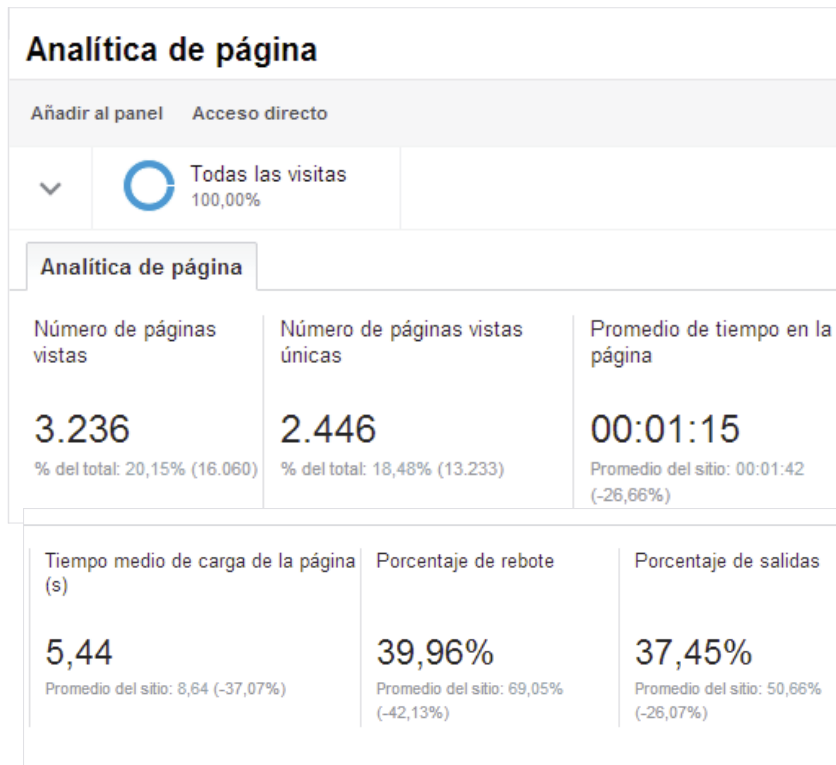 Analítica de página
Añadir al panel Acceso directo
Todas las visitas
100,00%
Analítica de página
Número de páginas
vistas
3.236
% del total: 20,15% (16.060)
Número de páginas vistas
únicas
2.446
% del total: 18,48% (13.233)
Promedio de tiempo en la
página
00:01:15
Promedio del sitio: 00:01:42
(-26,66%)
Tiempo medio de carga de la página
(s)
5,44
Promedio del sitio: 8,64 (-37,07%)
Porcentaje de rebote
39,96%
Promedio del sitio: 69,05%
(-42,13%)
Porcentaje de salidas
37,45%
Promedio del sitio: 50,66%
(-26,07%)